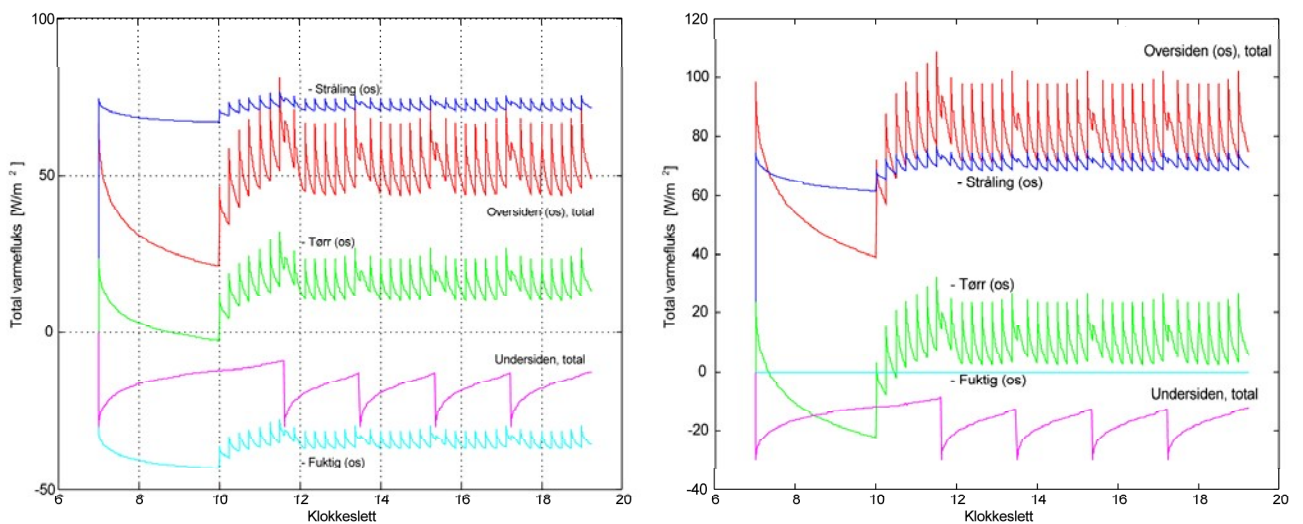 100
50
0
-50
6
8
10
12
14
16
18
20
Total varmefluks [W/m ²]
Klokkeslett
- Stråling (os)
Oversiden (os), total
- Tørr (os)
Undersiden, total
- Fuktig (os)
120
100
80
60
40
20
0
-20
-40
6
8
10
12
14
16
18
20
Total varmefluks [W/m ²]
Klokkeslett
Oversiden (os), total
- Stråling (os)
- Tørr (os)
- Fuktig (os)
Undersiden, total